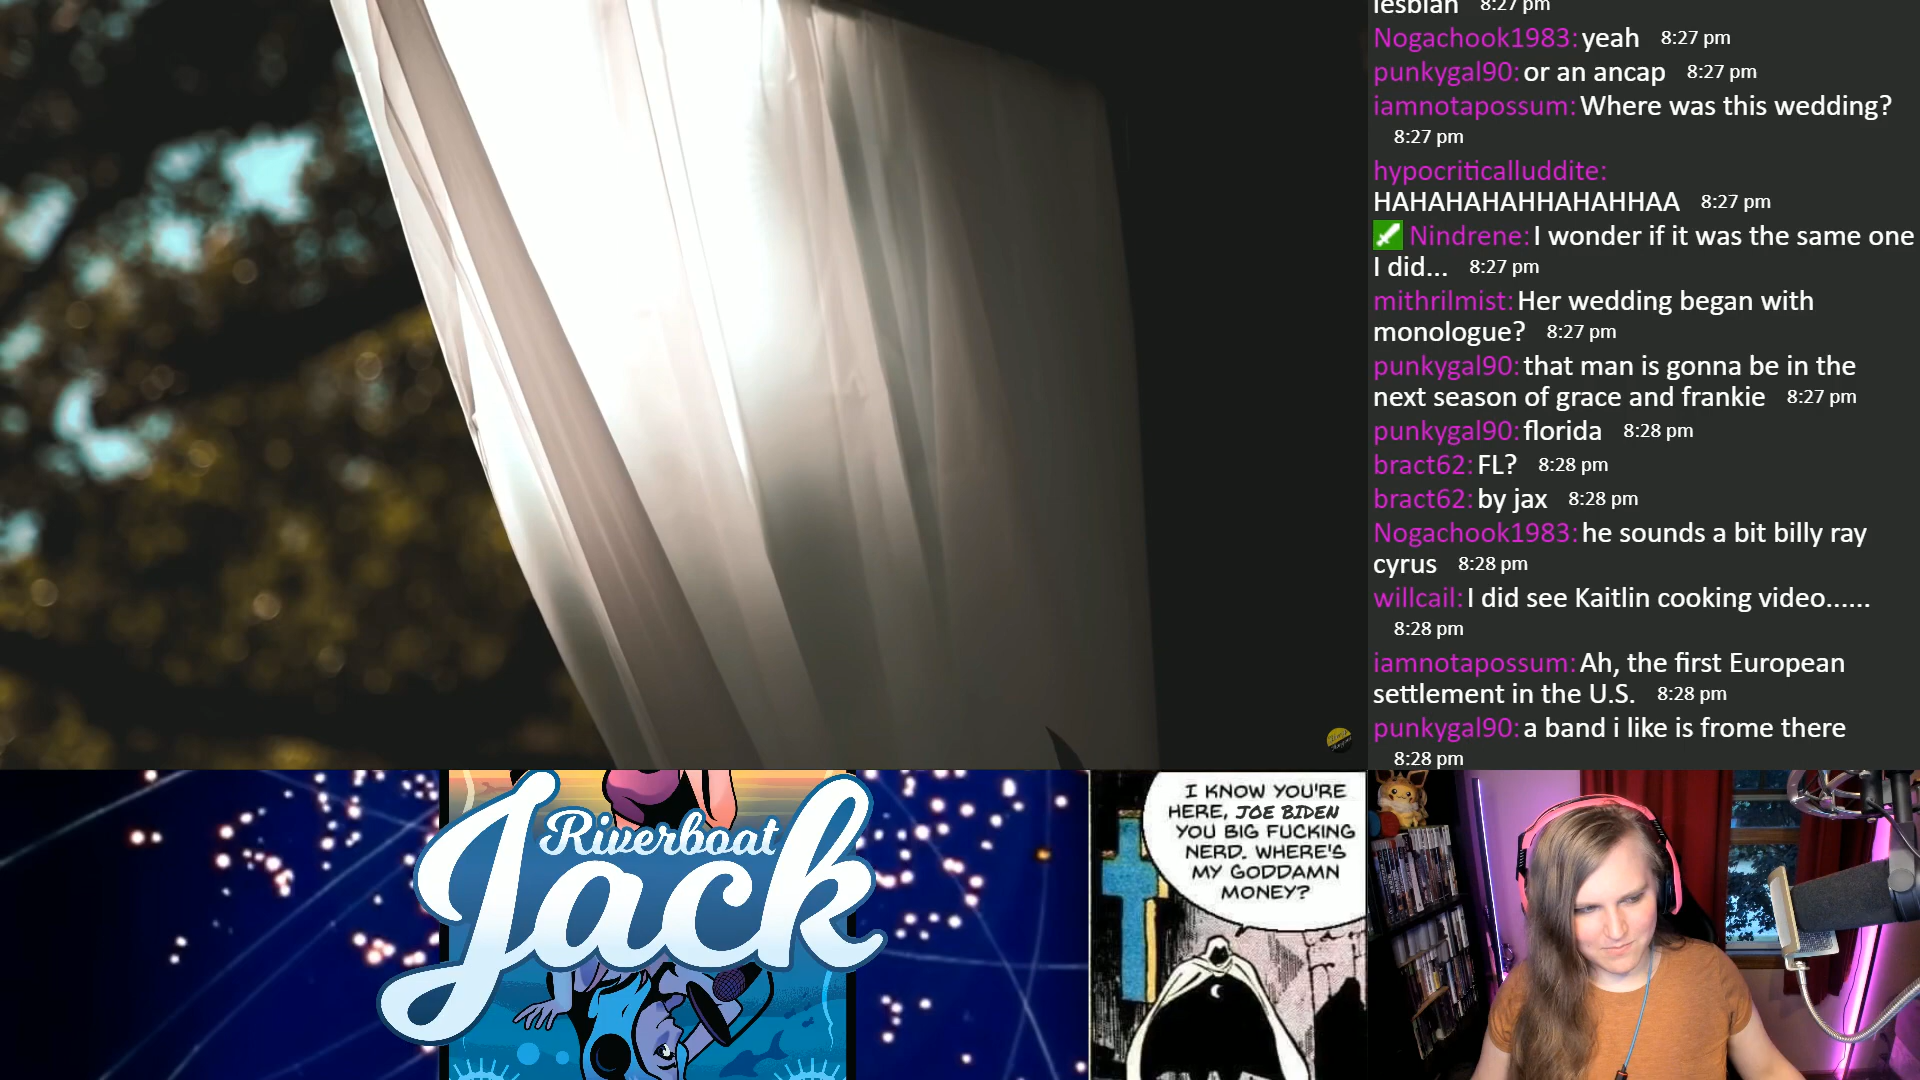 lesbian 8:27 pm
Nogachook1983: yeah 8:27 pm
punkygal90: or an ancap 8:27 pm
iamnotapossum: Where was this wedding?
8:27 pm
hypocriticalluddite:
HAHAHAHAHHAHAHHAA 8:27 pm
Nindrene: I wonder if it was the same one
I did... 8:27 pm
mithrilmist: Her wedding began with
monologue? 8:27 pm
punkygal90: that man is gonna be in the
next season of grace and frankie 8:27 pm
punkygal90: florida 8:28 pm
bract62: FL? 8:28 pm
bract62: by jax 8:28 pm
Nogachook1983: he sounds a bit billy ray
cyrus 8:28 pm
willcail: I did see Kaitlin cooking video......
8:28 pm
iamnotapossum: Ah, the first European
settlement in the U.S. 8:28 pm
punkygal90: a band i like is frome there
8:28 pm
Riverboat
Jack
I KNOW YOU'RE
HERE, JOE BIDEN
YOU BIG FUCKING
NERD. WHERE'S
MY GODDAMN
MONEY?